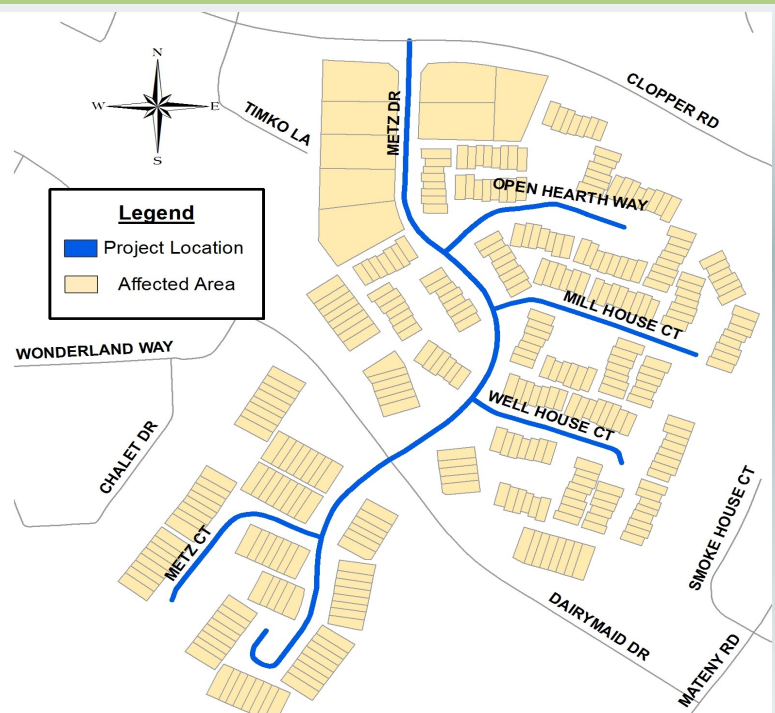 N
W
E
S
TIMKO LA
METZ DR
CLOPPER RD
OPEN HEARTH WAY
Legend
Project Location
Affected Area
MILL HOUSE CT
WONDERLAND WAY
WELL HOUSE CT
CHALET DR
METZ CT
SMOKE HOUSE CT
DAIRYMAID DR
MATENY RD